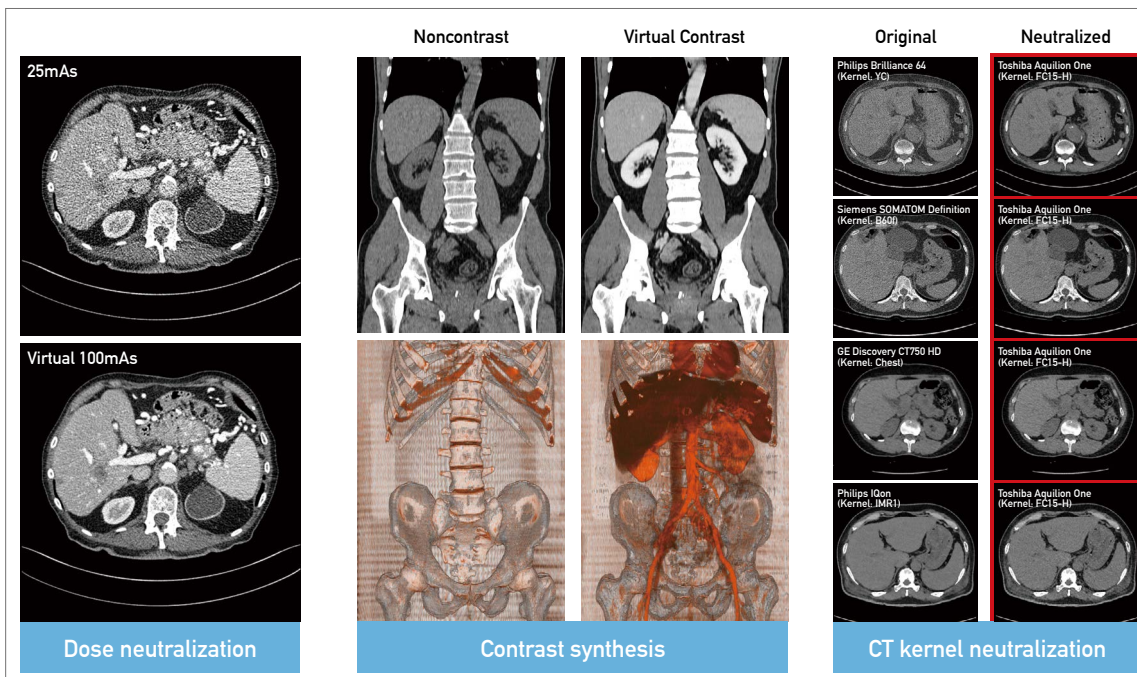 25mAs
Virtual 100mAs
Dose neutralization
Noncontrast
Virtual Contrast
Contrast synthesis
Original
Neutralized
Philips Brilliance 64
(Kernel: YC)
Toshiba Aquilion One
(Kernel: FC15-H)
Siemens SOMATOM Definition
(Kernel: B60f)
Toshiba Aquilion One
(Kernel: FC15-H)
GE Discovery CT750 HD
(Kernel: Chest)
Toshiba Aquilion One
(Kernel: FC15-H)
Philips IQon
(Kernel: IMR1)
Toshiba Aquilion One
(Kernel: FC15-H)
CT kernel neutralization